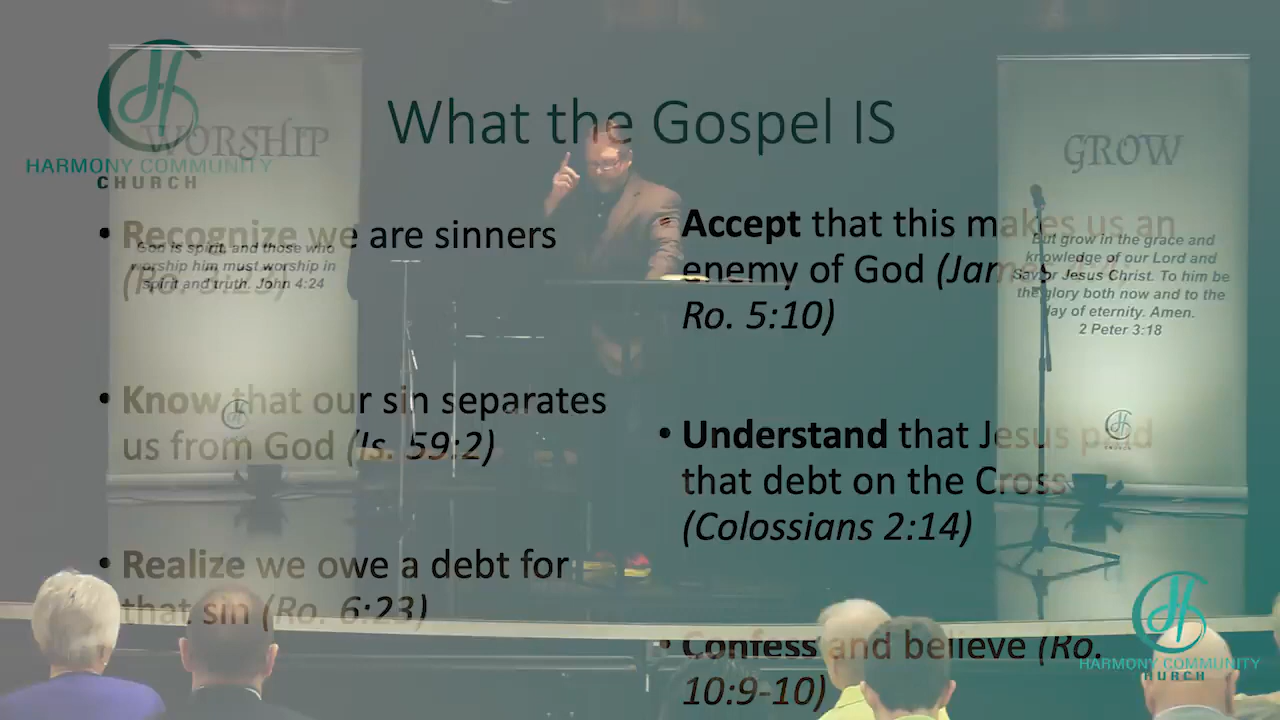 What the Gospel IS
HARMONY COMMUNITY
CHURCH
WORSHIP
God is spirit, and those who
worship him must worship in
spirit and truth. John 4:24
• Recognize we are sinners
(Ro. 3:23)
• Know that our sin separates
us from God (Is. 59:2)
• Realize we owe a debt for
that sin (Ro. 6:23)
• Accept that this makes us an
enemy of God
Ro. 5:10)
• Understand that Jesus paid
that debt on the Cross
(Colossians 2:14)
• Confess and believe (Ro.
10:9-10)
GROW
But grow in the grace and
knowledge of our Lord and
Savior Jesus Christ. To him be
the glory both now and to the
day of eternity. Amen.
2 Peter 3:18
HARMONY COMMUNITY
CHURCH